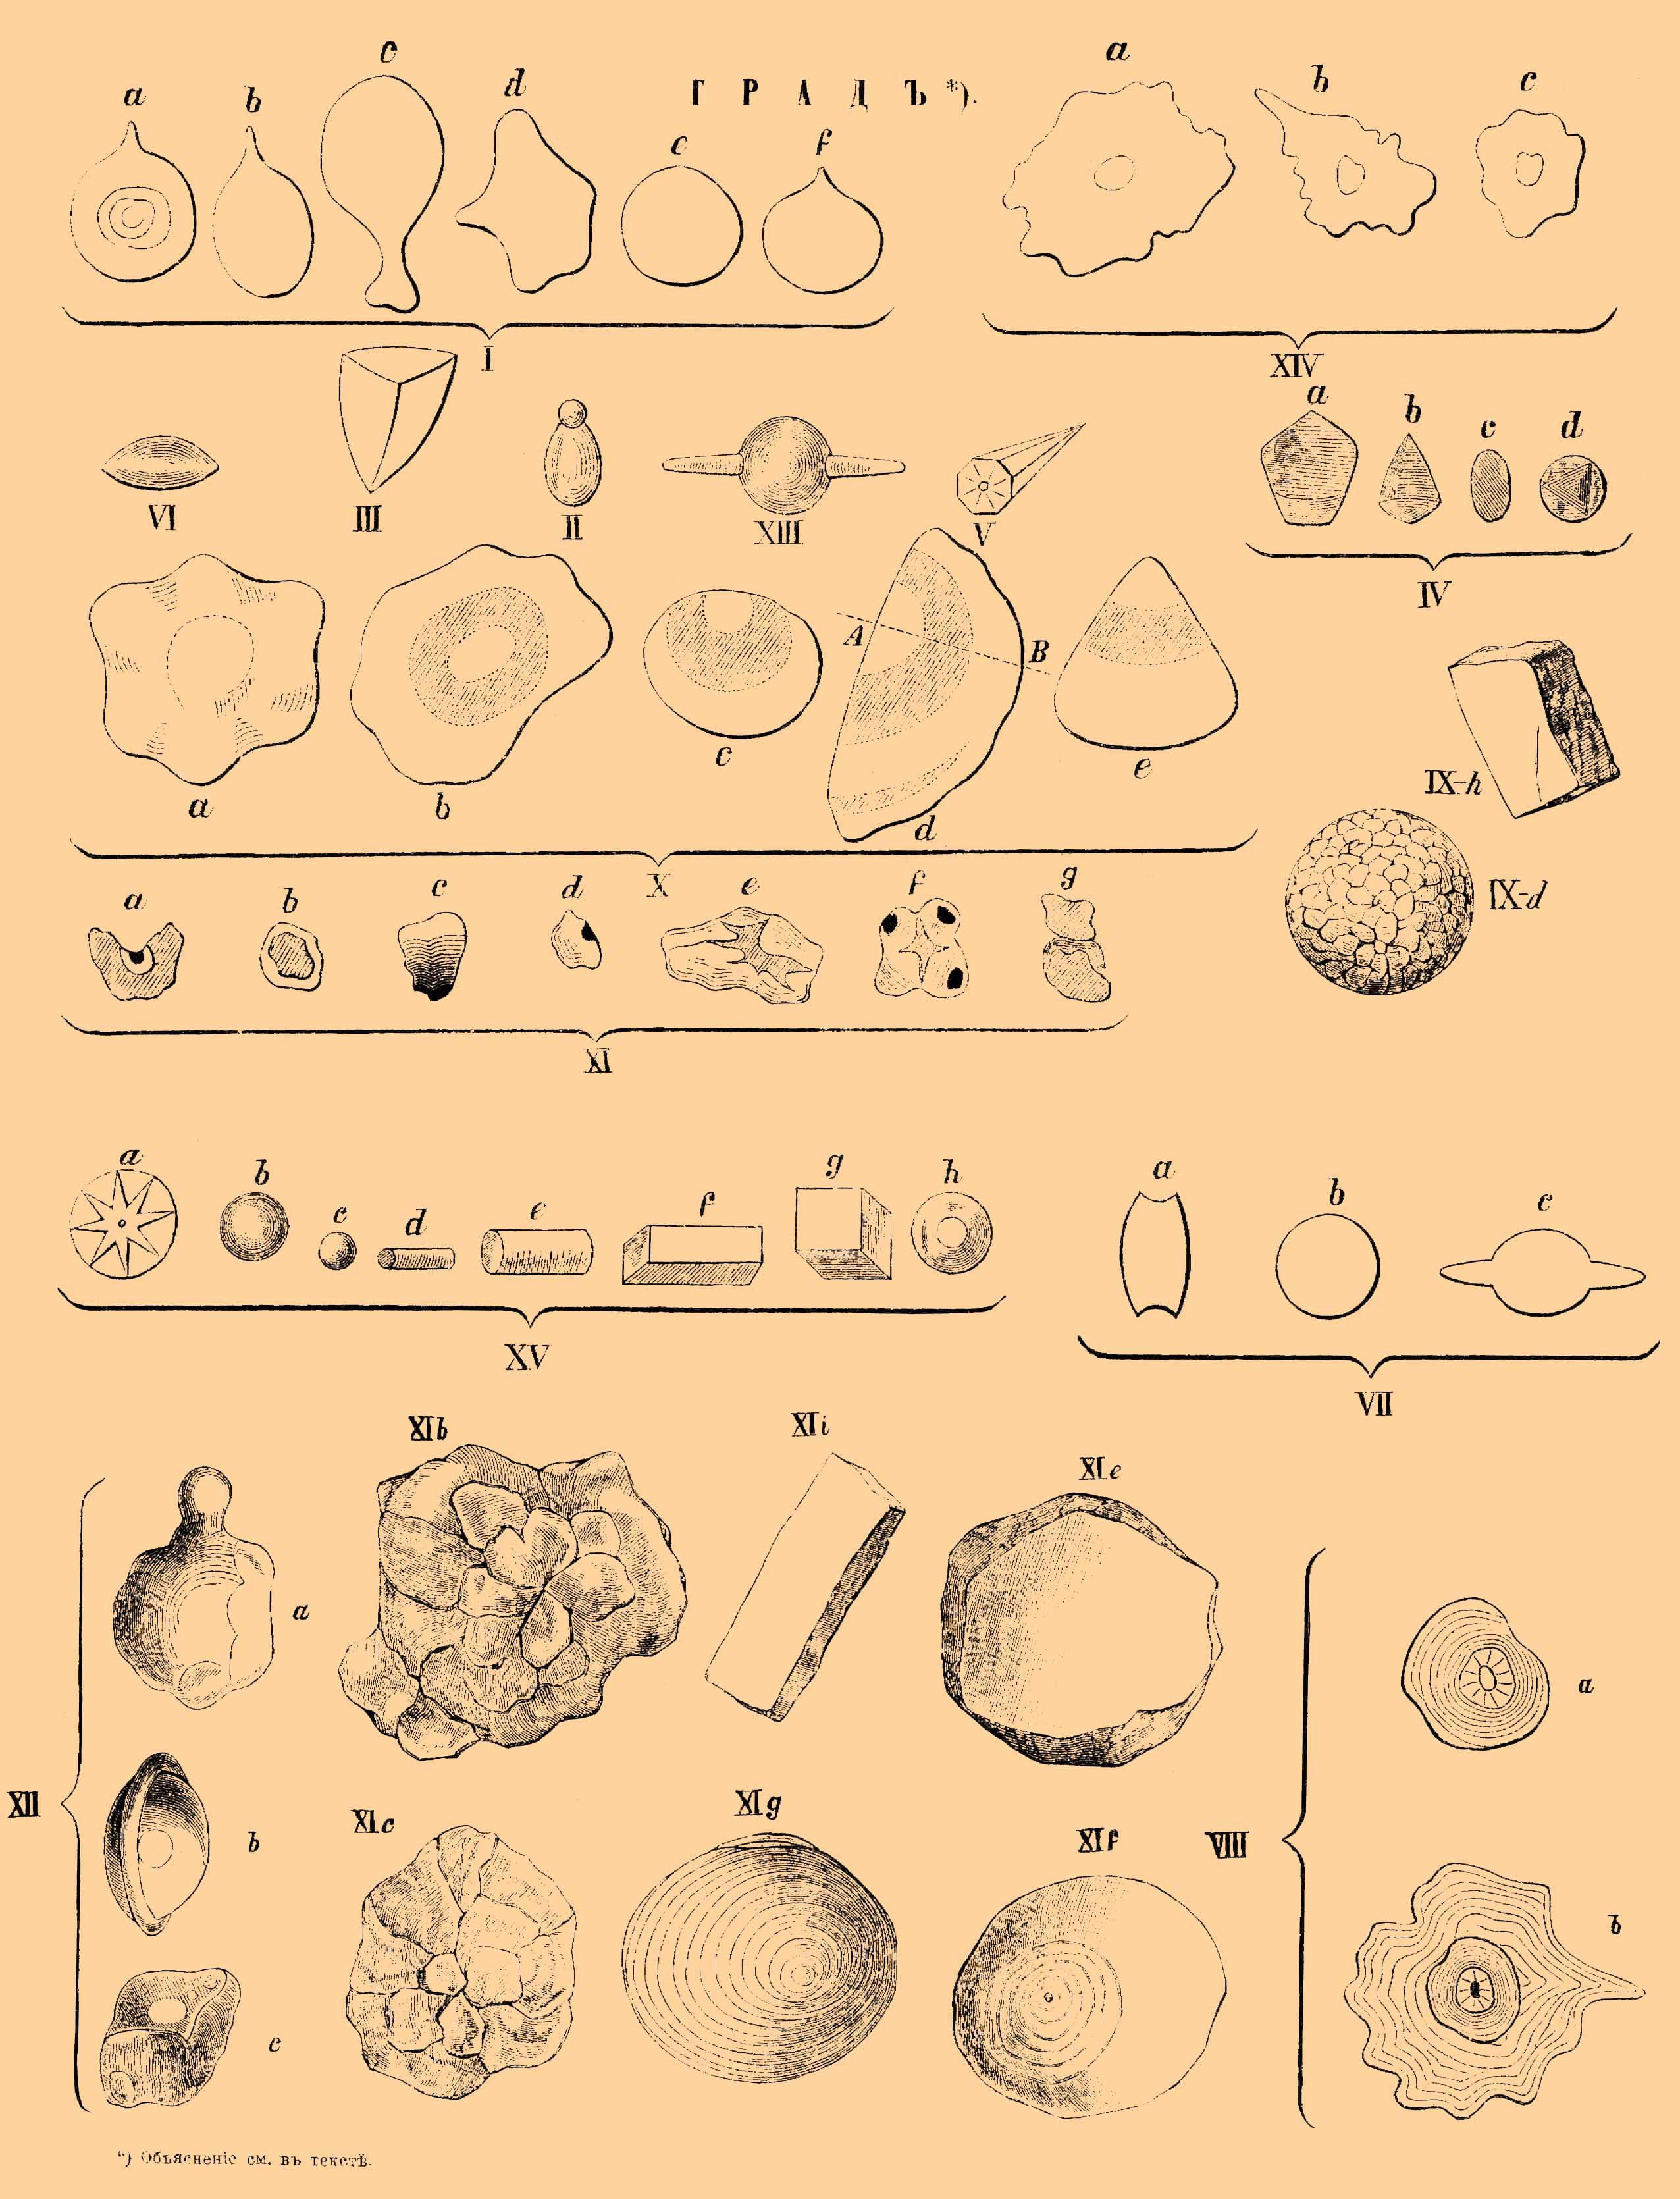 c
a
a b d Г Р А Д Ъ *). b c
e f
I XIV
a
b
c d
VI III II XIII V
IV
A B
c e
IX-h
a b d
X
a b c d e f g IX-d
XI
a b c d e f g h a b c
XV
VII
XIb XIi
XIe
a
a
XII b XIc XIg XIf VIII
b
c
*) Объясненіе см. въ текстѣ.